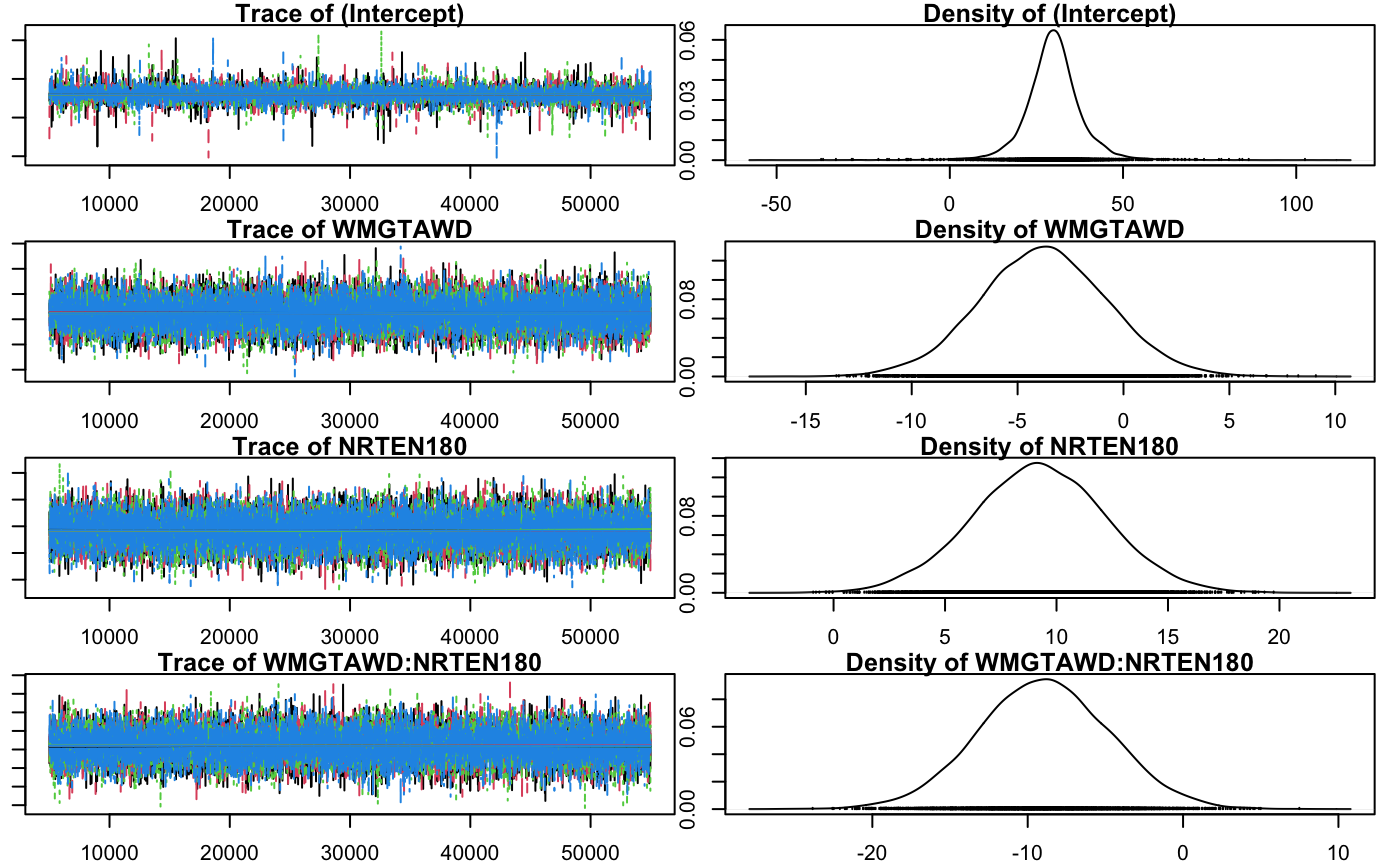 Trace of (Intercept)
Density of (Intercept)
0.00 0.03 0.06
10000 20000 30000 40000 50000
-50 0 50 100
Trace of WMGTAWD
Density of WMGTAWD
0.00 0.08
10000 20000 30000 40000 50000
-15 -10 -5 0 5 10
Trace of NRTEN180
Density of NRTEN180
0.00 0.08
10000 20000 30000 40000 50000
0 5 10 15 20
Trace of WMGTAWD:NRTEN180
Density of WMGTAWD:NRTEN180
0.00 0.06
10000 20000 30000 40000 50000
-20 -10 0 10